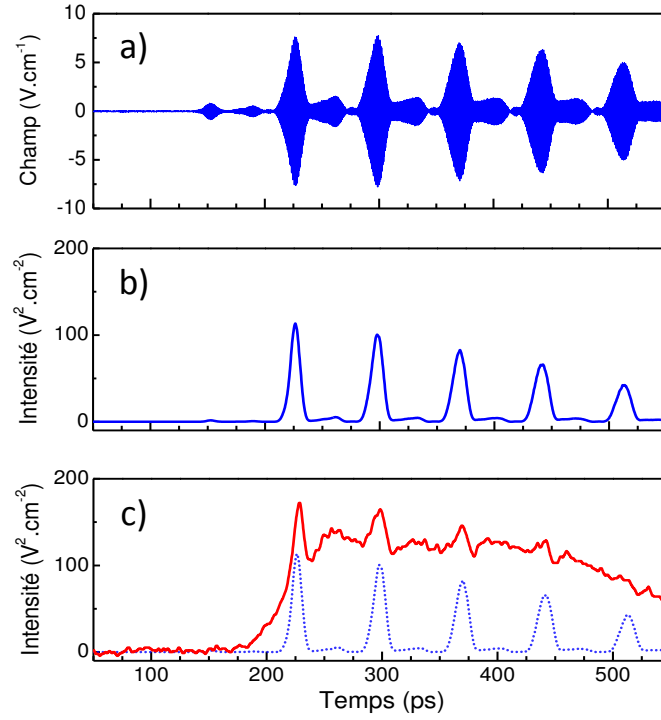 a)
Champ (V.cm⁻¹)
10
5
0
-5
-10
b)
Intensité (V².cm⁻²)
200
100
0
c)
Intensité (V².cm⁻²)
200
100
0
100 200 300 400 500
Temps (ps)